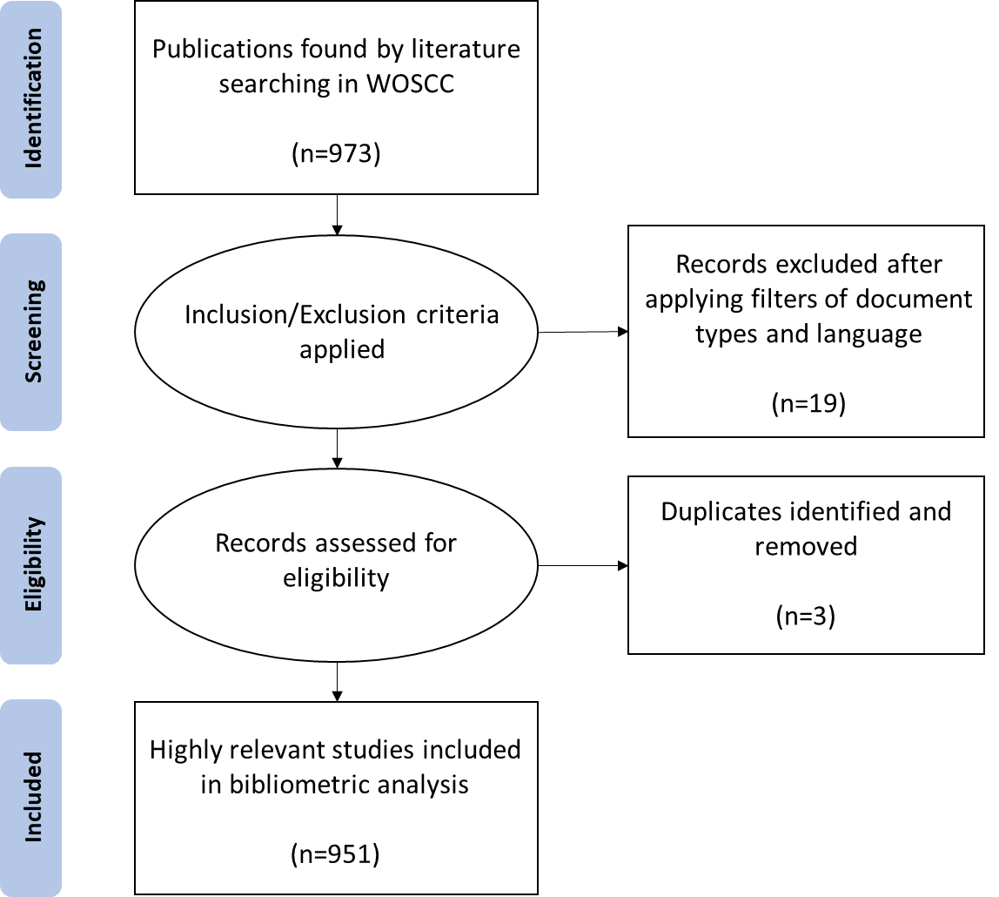 Identification
Publications found by literature
searching in WOSCC
(n=973)
Screening
Inclusion/Exclusion criteria
applied
Records excluded after
applying filters of document
types and language
(n=19)
Eligibility
Records assessed for
eligibility
Duplicates identified and
removed
(n=3)
Included
Highly relevant studies included
in bibliometric analysis
(n=951)